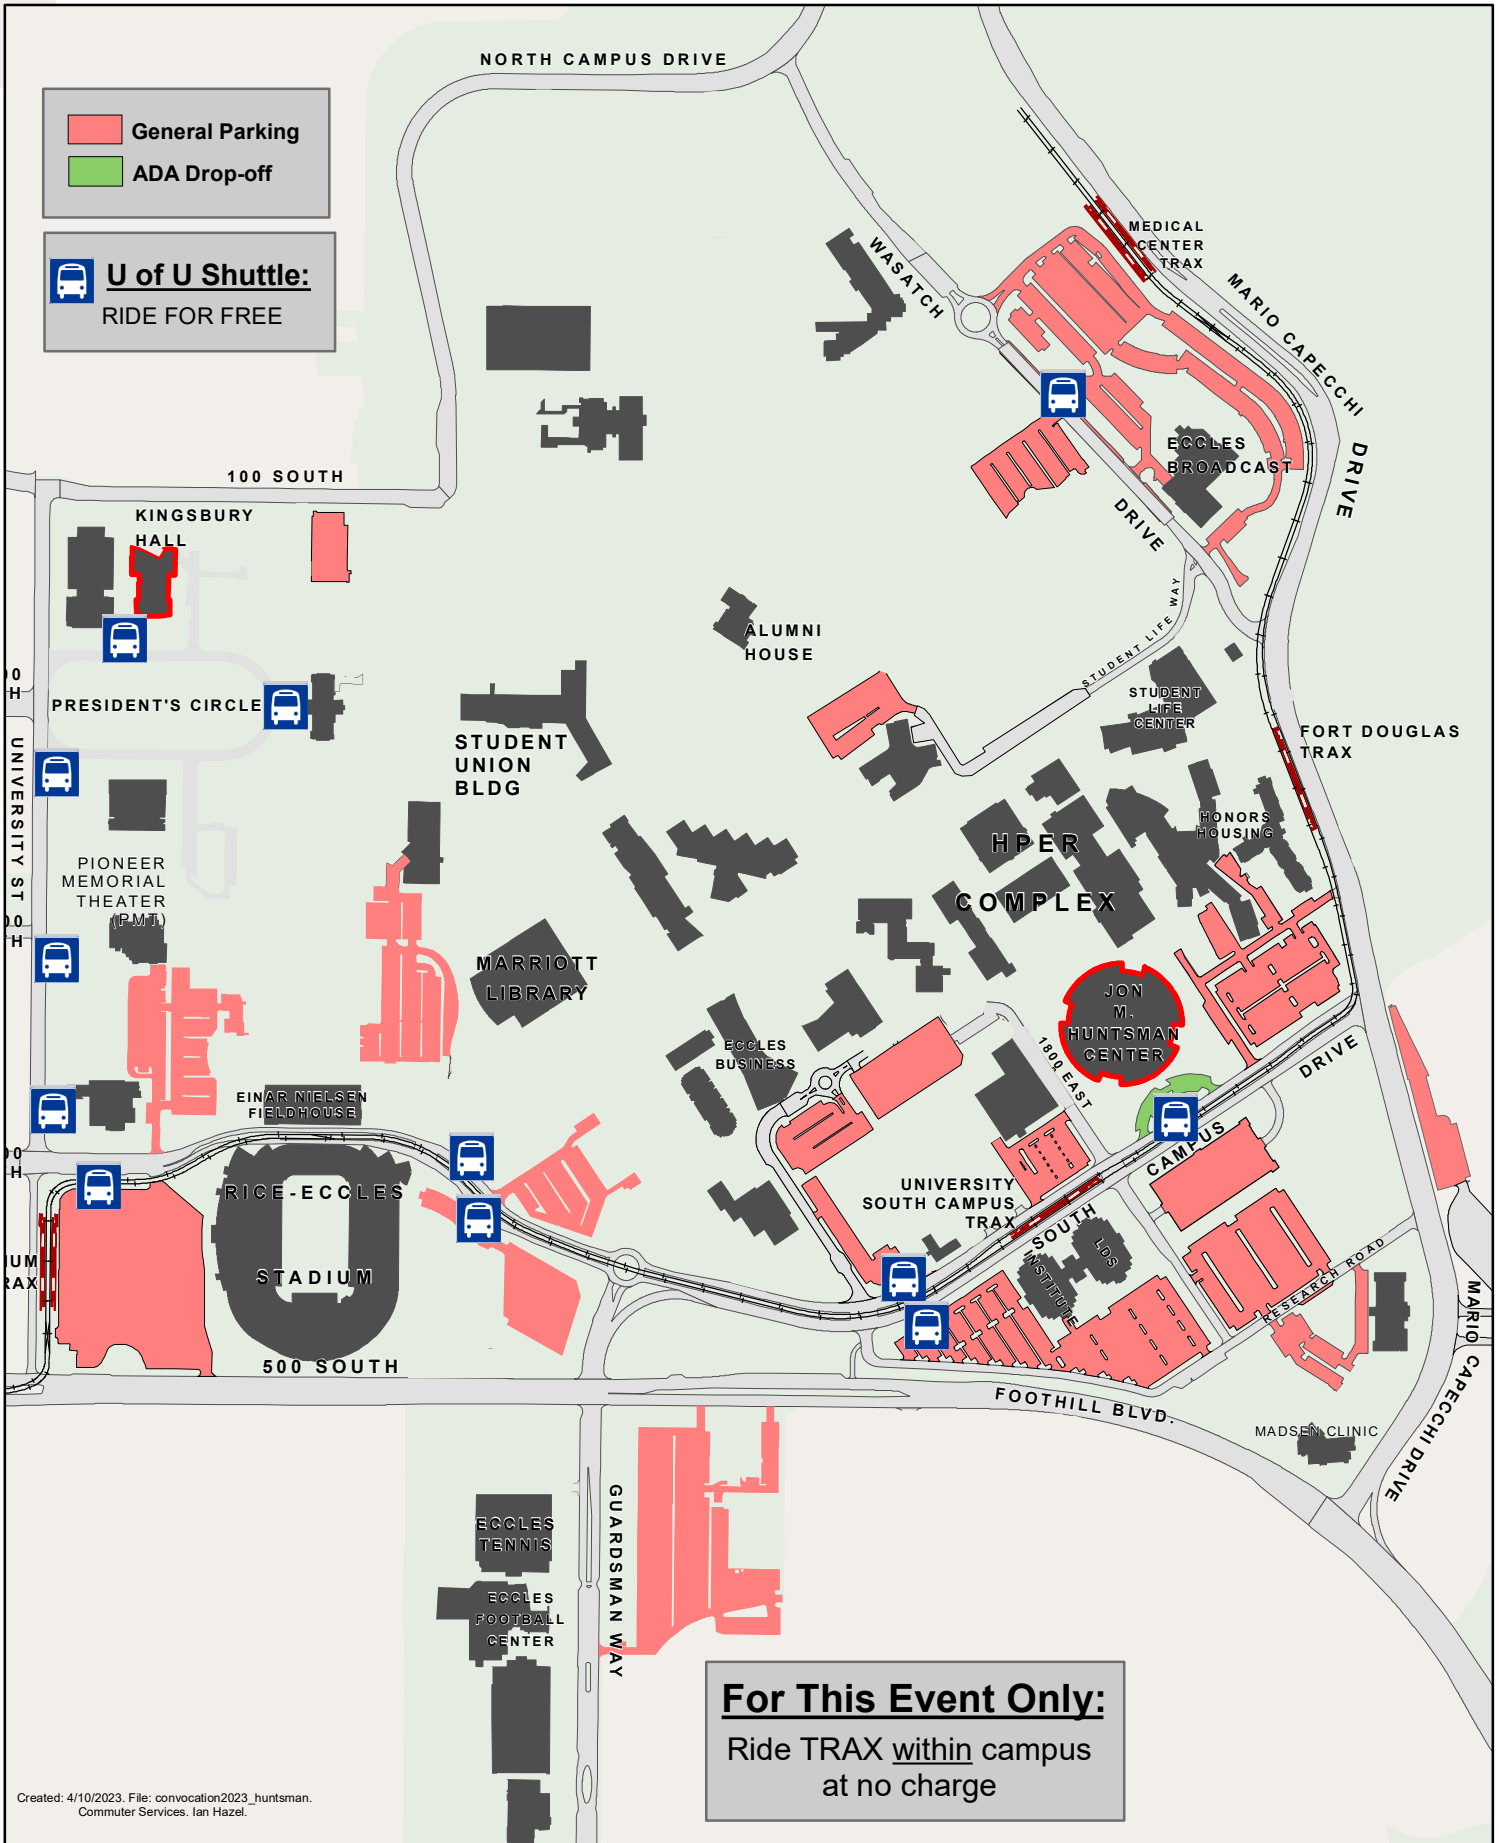 NORTH CAMPUS DRIVE
General Parking
ADA Drop-off
U of U Shuttle:
RIDE FOR FREE
MEDICAL
CENTER
TRAX
WASATCH
MARIO CAPECCHI
DRIVE
ECCLES
BROADCAST
DRIVE
100 SOUTH
KINGSBURY
HALL
STUDENT LIFE WAY
ALUMNI
HOUSE
00
H
PRESIDENT'S CIRCLE
STUDENT
LIFE
CENTER
FORT DOUGLAS
TRAX
UNIVERSITY ST
STUDENT
UNION
BLDG
HONORS
HOUSING
HPER
COMPLEX
PIONEER
MEMORIAL
THEATER
(PMT)
00
H
MARRIOTT
LIBRARY
JON
M.
HUNTSMAN
CENTER
ECCLES
BUSINESS
1800 EAST
DRIVE
EINAR NIELSEN
FIELDHOUSE
CAMPUS
00
H
RICE-ECCLES
STADIUM
UNIVERSITY
SOUTH CAMPUS
TRAX
SOUTH
LDS
INSTITUTE
UM
RAX
RESEARCH ROAD
MARIO CAPECCHI DRIVE
500 SOUTH
FOOTHILL BLVD.
MADSEN CLINIC
GUARDSMAN WAY
ECCLES
TENNIS
ECCLES
FOOTBALL
CENTER
For This Event Only:
Ride TRAX within campus
at no charge
Created: 4/10/2023. File: convocation2023_huntsman.
Commuter Services. Ian Hazel.